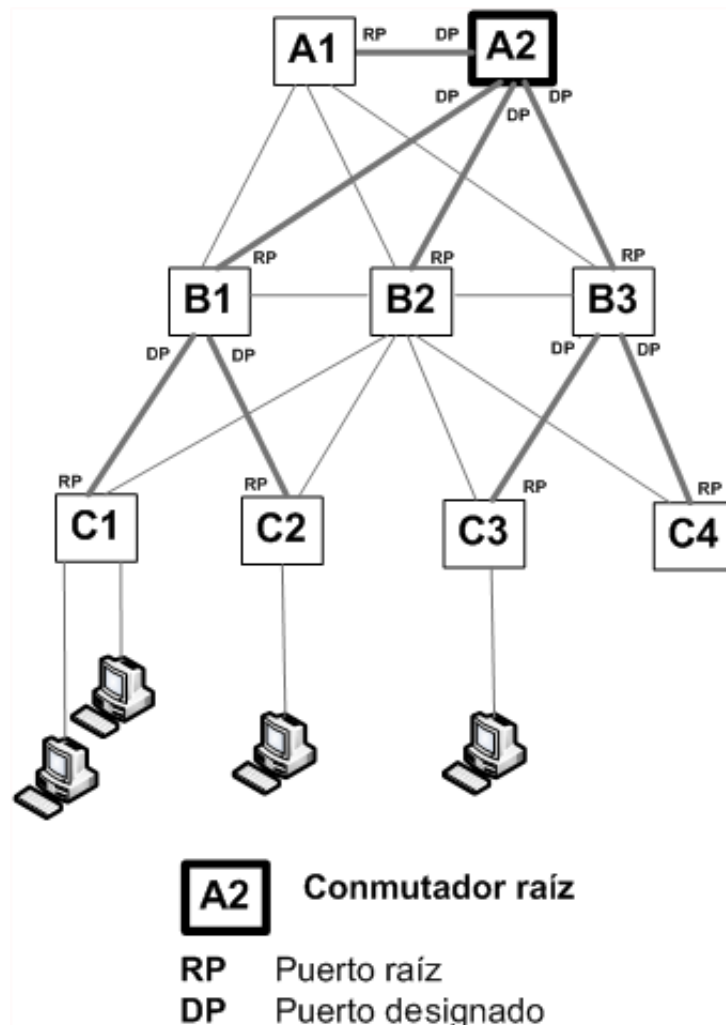 A1 RP DP A2
DP DP DP
RP RP RP
B1 B2 B3
DP DP DP DP
RP RP RP RP
C1 C2 C3 C4
A2 Conmutador raíz
RP Puerto raíz
DP Puerto designado